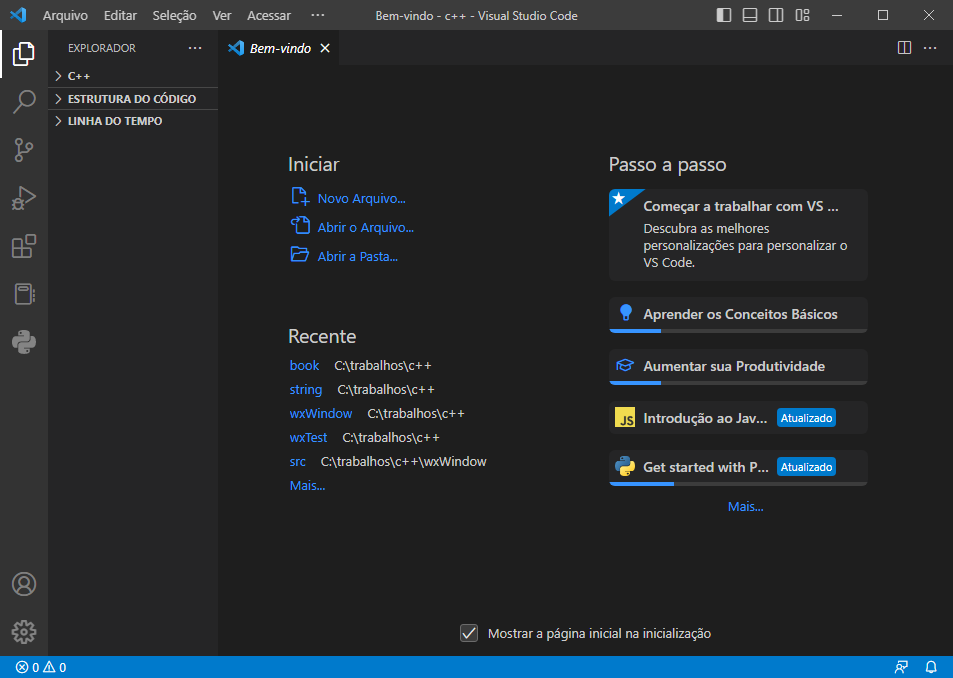 Arquivo Editar Seleção Ver Acessar ··· Bem-vindo - c++ - Visual Studio Code
EXPLORADOR ···
Bem-vindo
C++
ESTRUTURA DO CÓDIGO
LINHA DO TEMPO
Iniciar
Novo Arquivo...
Abrir o Arquivo...
Abrir a Pasta...
Recente
book C:\trabalhos\c++
string C:\trabalhos\c++
wxWindow C:\trabalhos\c++
wxTest C:\trabalhos\c++
src C:\trabalhos\c++\wxWindow
Mais...
Passo a passo
Começar a trabalhar com VS ...
Descubra as melhores
personalizações para personalizar o
VS Code.
Aprender os Conceitos Básicos
Aumentar sua Produtividade
JS Introdução ao Jav... Atualizado
Get started with P... Atualizado
Mais...
Mostrar a página inicial na inicialização
0 0